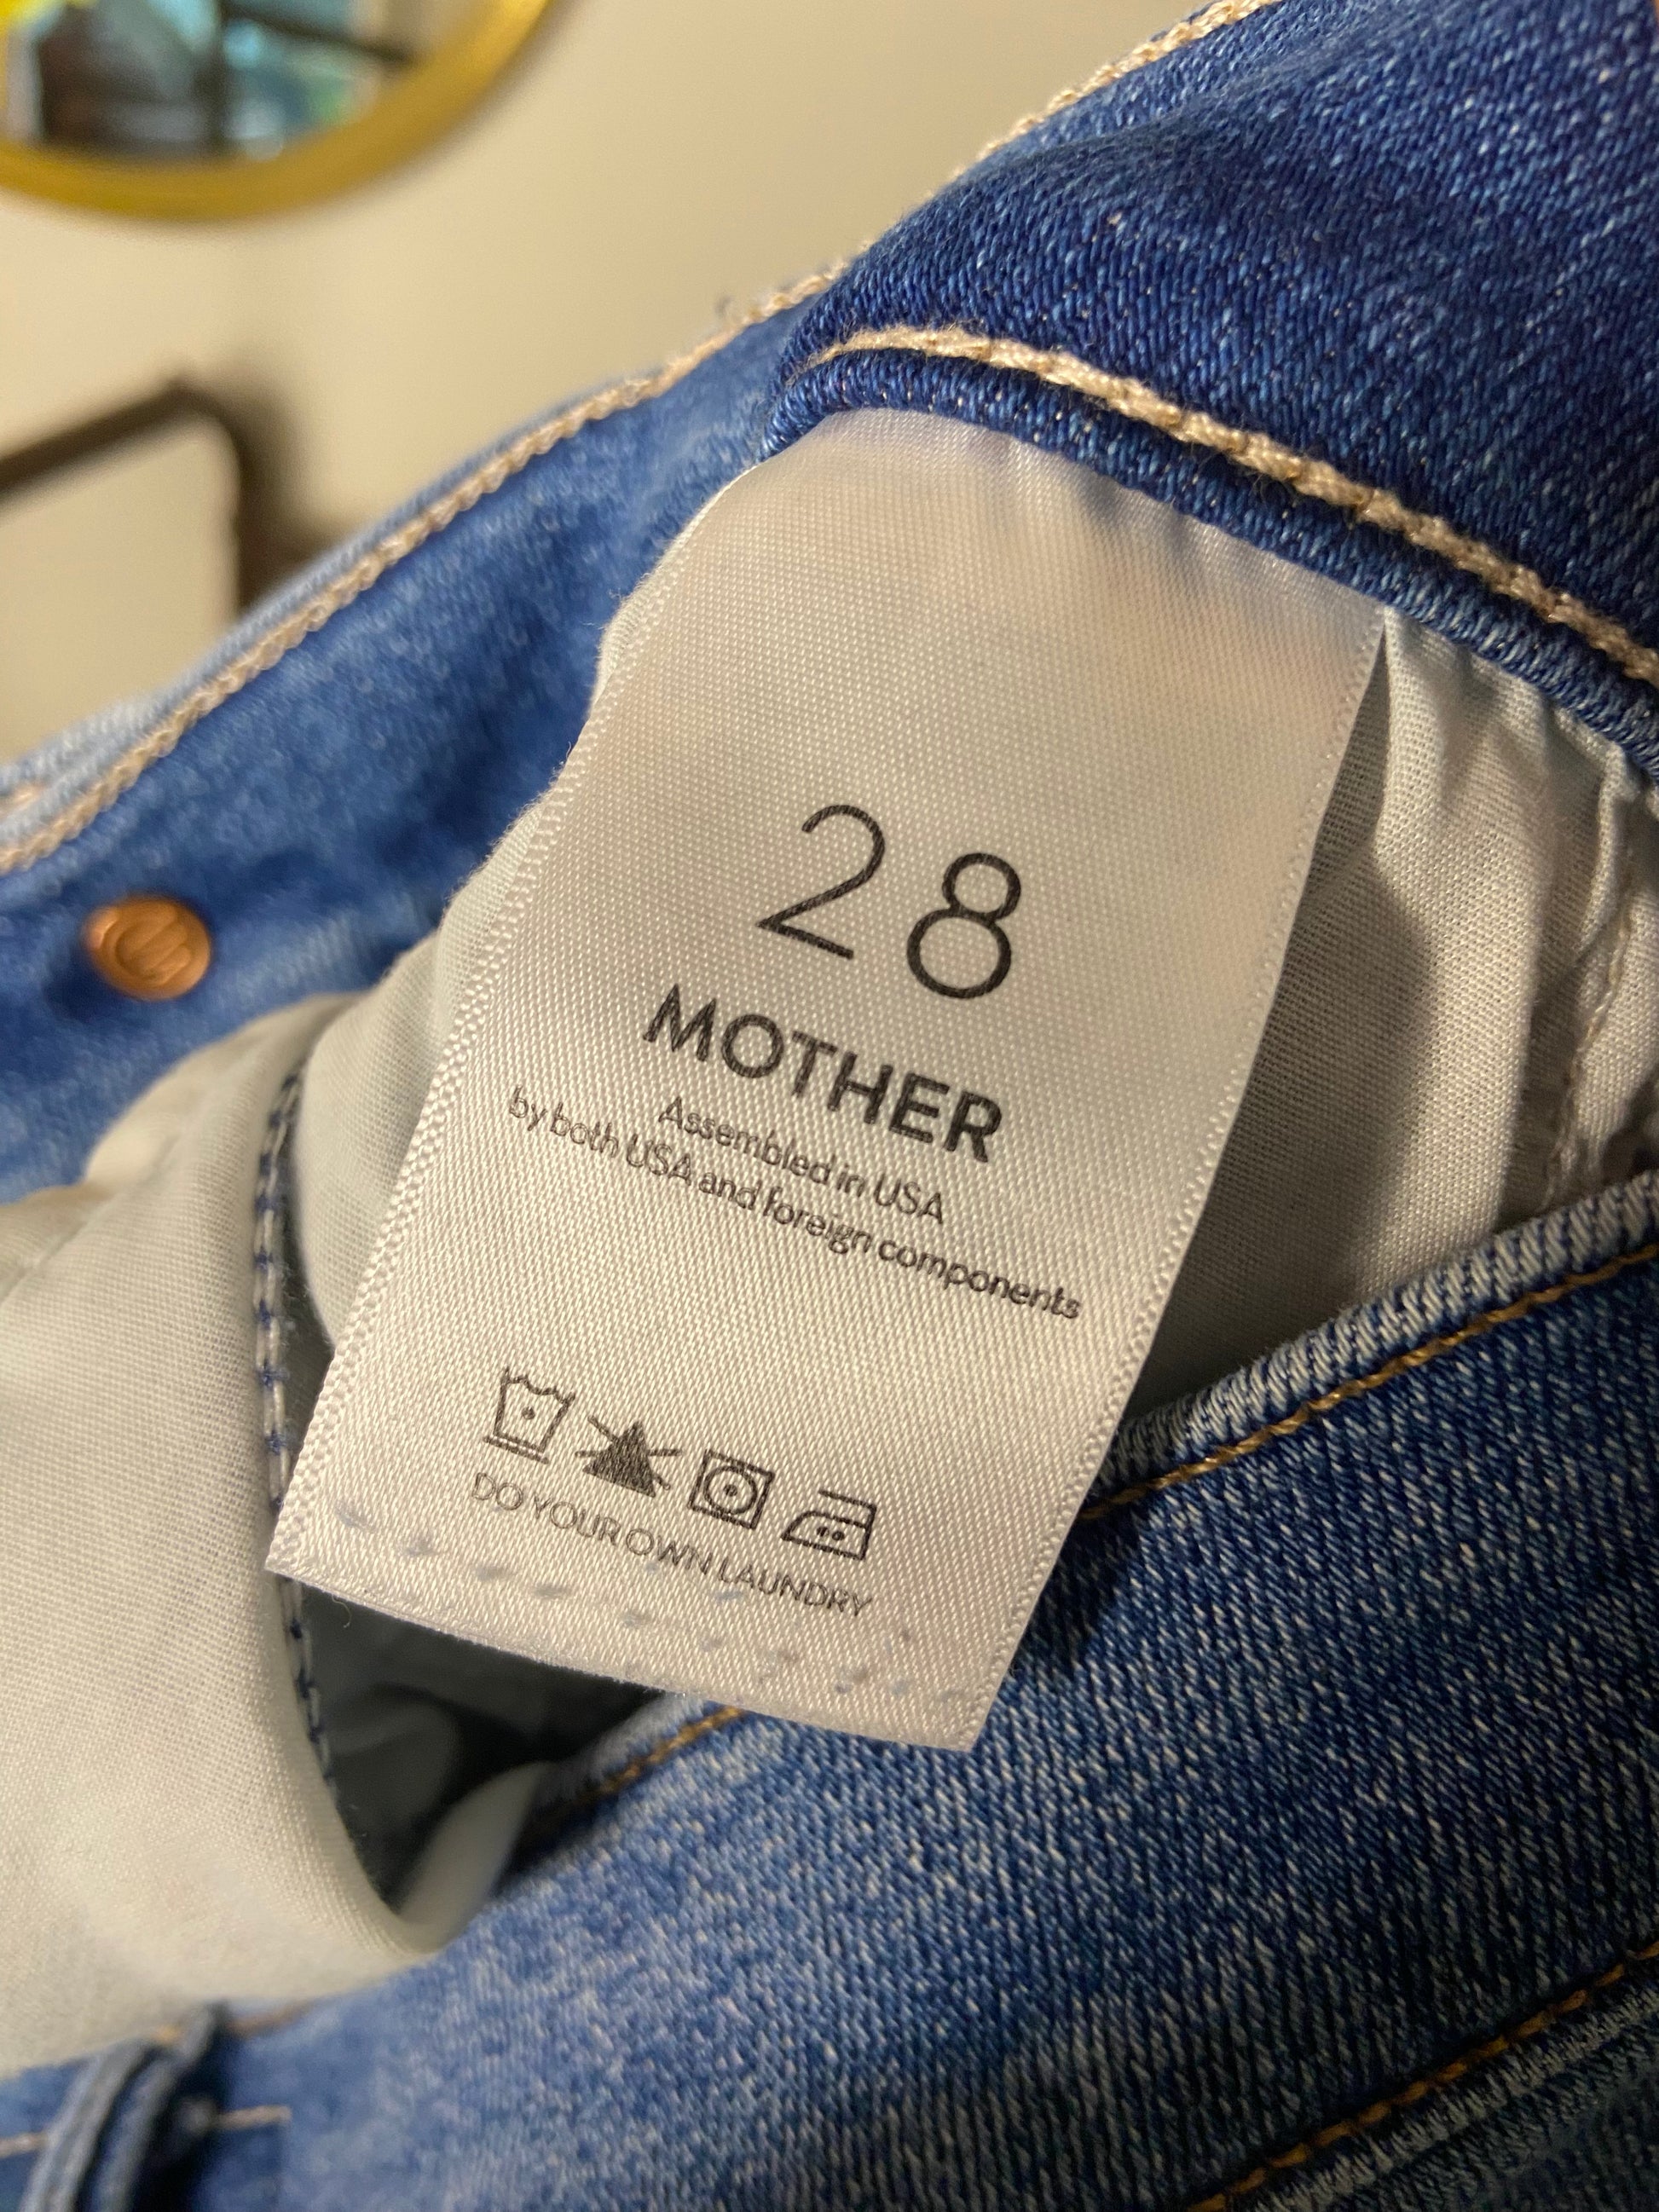 28
MOTHER
Assembled in USA
by both USA and foreign components
DO YOUR OWN LAUNDRY